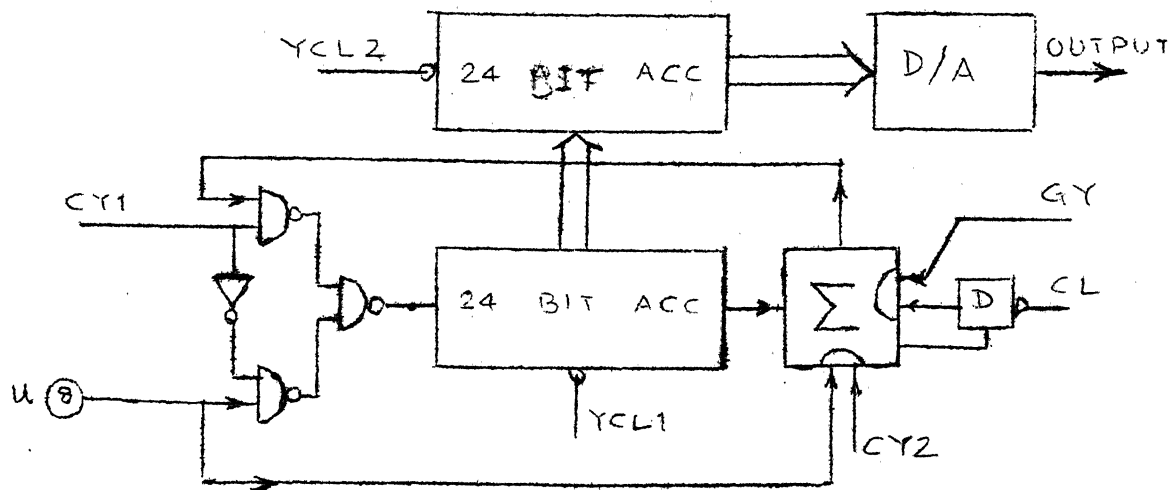 YCL2
24 BIT ACC
D/A
OUTPUT
CY1
GY
24 BIT ACC
Σ
D
CL
u 8
YCL1
CY2